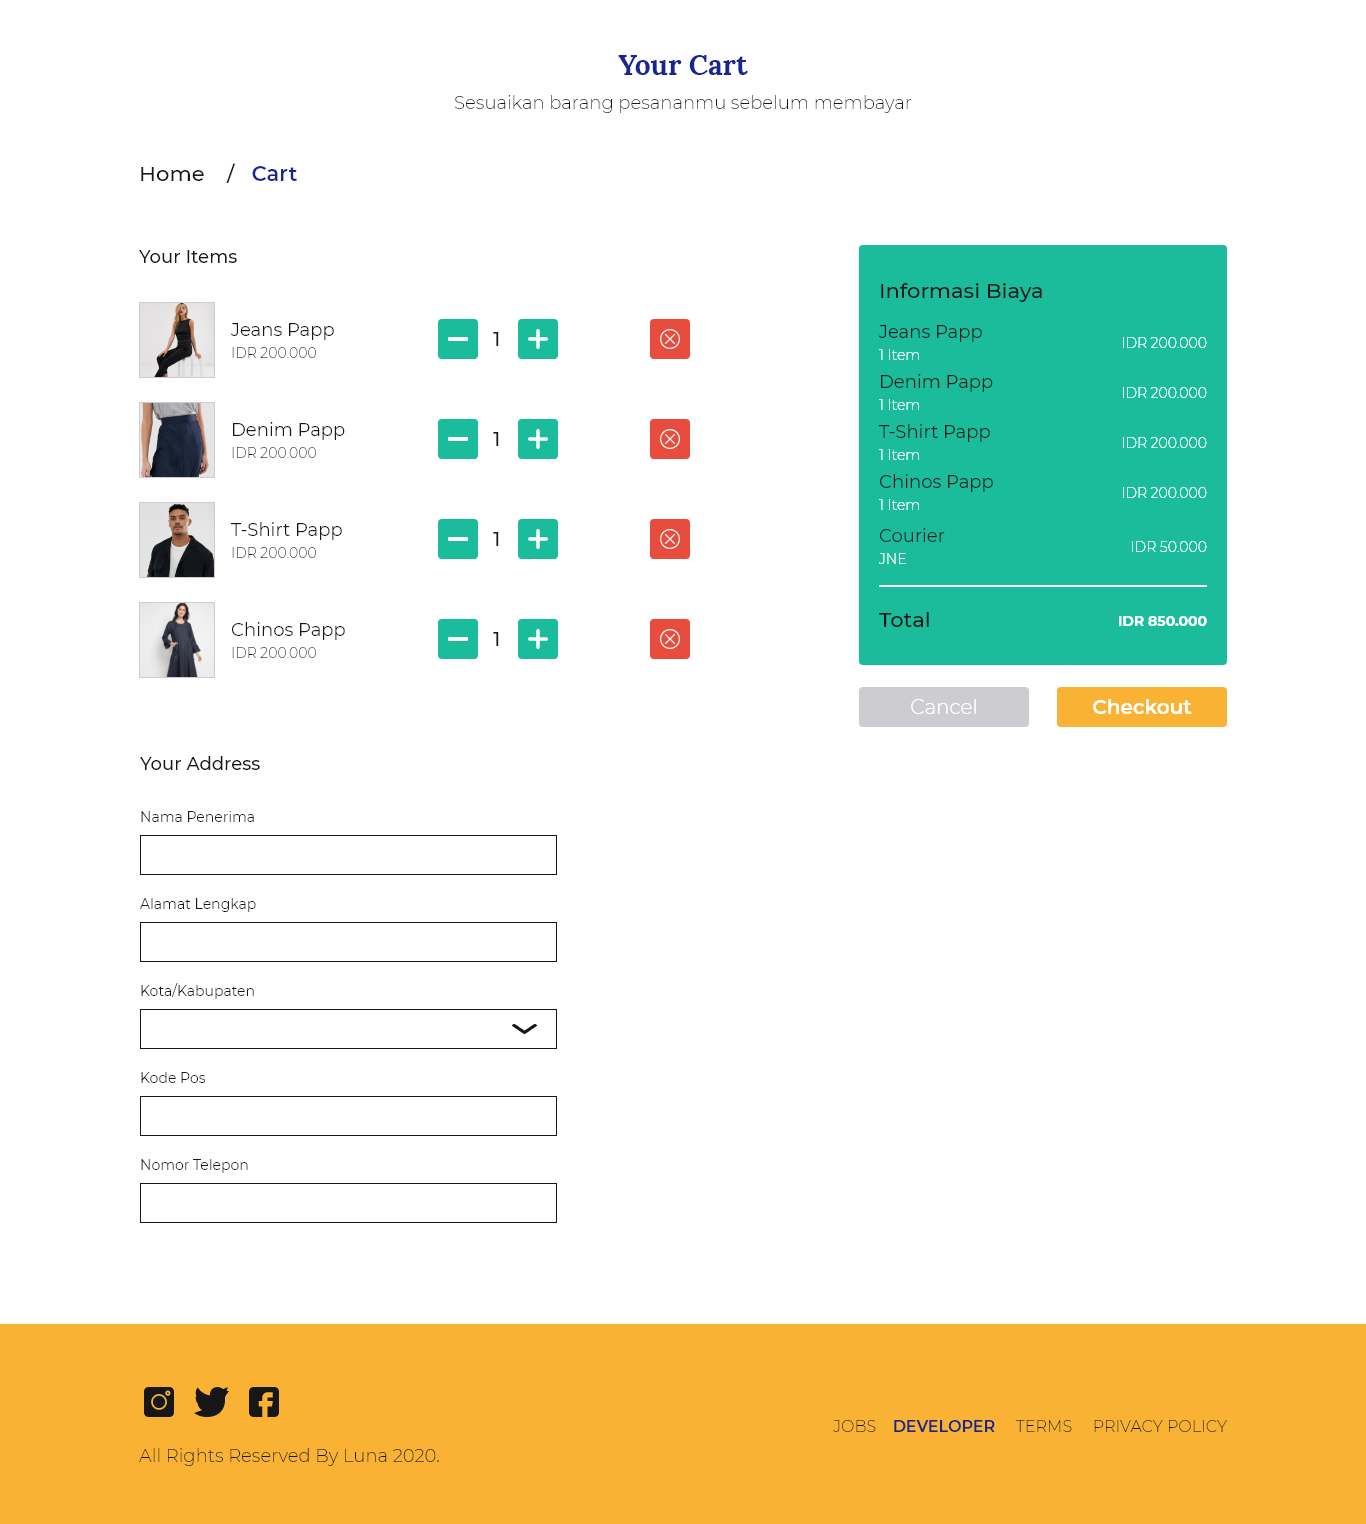 Your Cart
Sesuaikan barang pesananmu sebelum membayar
Home / Cart
Your Items
Jeans Papp
IDR 200.000
1
Denim Papp
IDR 200.000
1
T-Shirt Papp
IDR 200.000
1
Chinos Papp
IDR 200.000
1
Informasi Biaya
Jeans Papp
1 Item
IDR 200.000
Denim Papp
1 Item
IDR 200.000
T-Shirt Papp
1 Item
IDR 200.000
Chinos Papp
1 Item
IDR 200.000
Courier
JNE
IDR 50.000
Total IDR 850.000
Cancel Checkout
Your Address
Nama Penerima
Alamat Lengkap
Kota/Kabupaten
Kode Pos
Nomor Telepon
All Rights Reserved By Luna 2020.
JOBS DEVELOPER TERMS PRIVACY POLICY